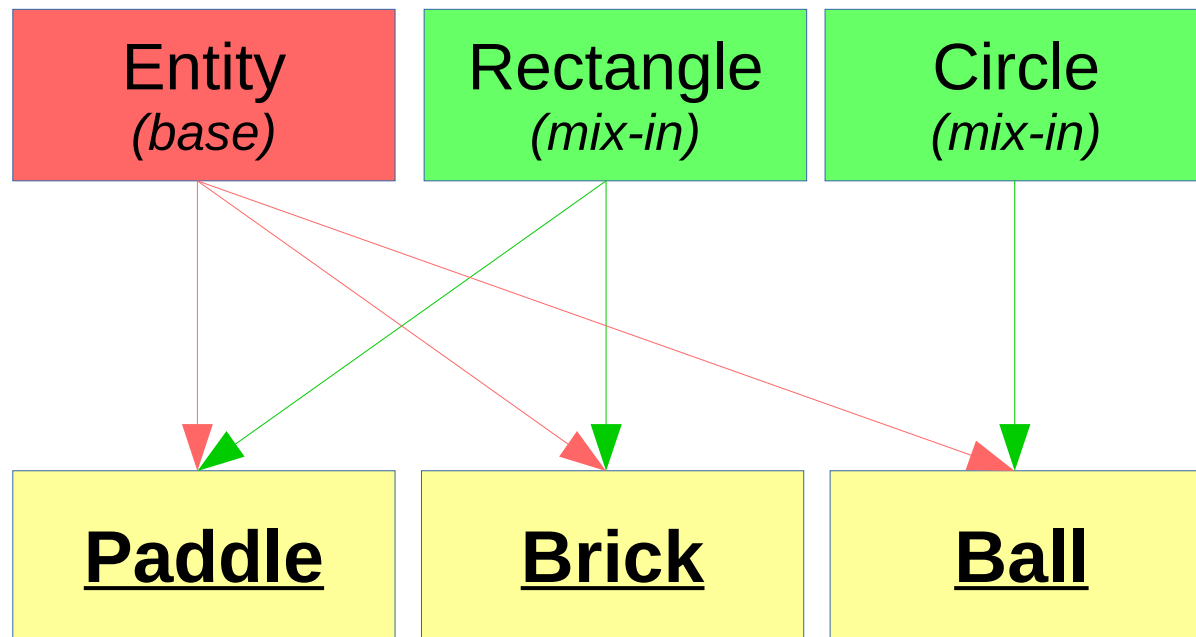 Entity
(base)
Rectangle
(mix-in)
Circle
(mix-in)
Paddle
Brick
Ball